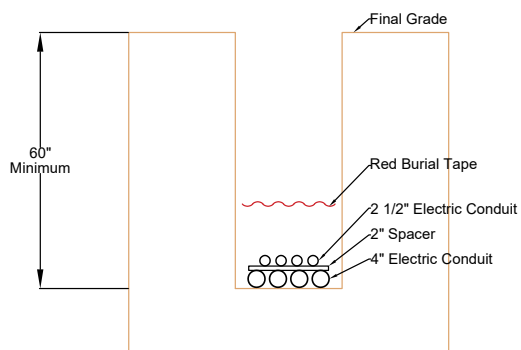 Final Grade
60"
Minimum
Red Burial Tape
2 1/2" Electric Conduit
2" Spacer
4" Electric Conduit